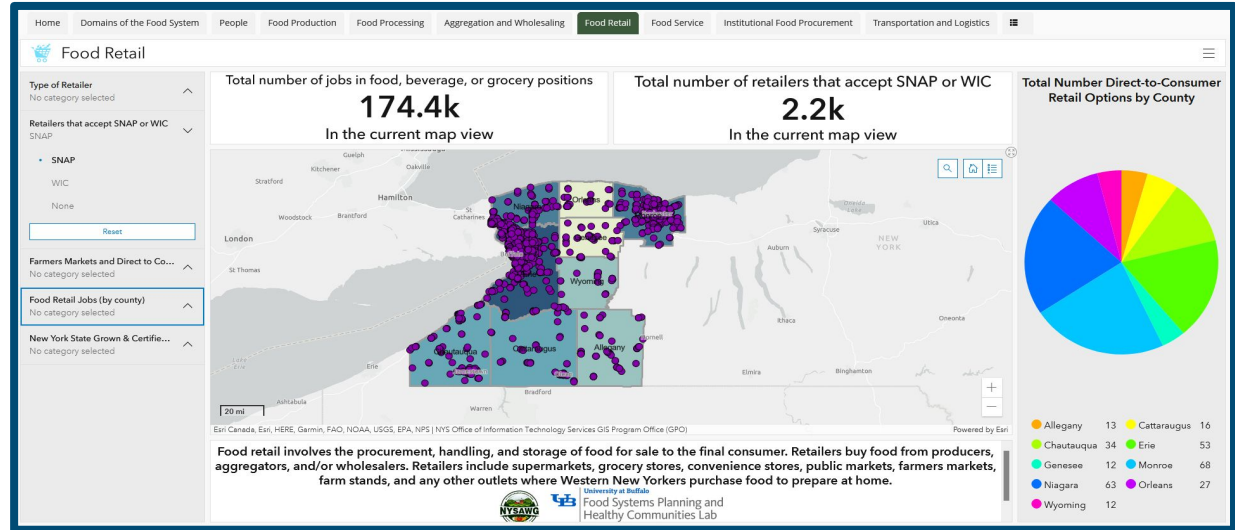 Home Domains of the Food System People Food Production Food Processing Aggregation and Wholesaling Food Retail Food Service Institutional Food Procurement Transportation and Logistics
Food Retail
Type of Retailer
No category selected
Retailers that accept SNAP or WIC
SNAP
SNAP
WIC
None
Reset
Farmers Markets and Direct to Co...
No category selected
Food Retail Jobs (by county)
No category selected
New York State Grown & Certifie...
No category selected
Total number of jobs in food, beverage, or grocery positions
174.4k
In the current map view
Total number of retailers that accept SNAP or WIC
2.2k
In the current map view
Guelph
Kitchener
Oakville
Stratford
Hamilton
St Catharines
Woodstock
Brantford
London
St Thomas
Orleans
Oneida Lake
Syracuse
Utica
NEW YORK
Auburn
Wyoming
Ithaca
Oneonta
Chautauqua
Cattaraugus
Allegany
Erie
Elmira
Binghamton
Ashtabula
Warren
Bradford
20 mi
Esri Canada, Esri, HERE, Garmin, FAO, NOAA, USGS, EPA, NPS | NYS Office of Information Technology Services GIS Program Office (GPO)
Powered by Esri
Food retail involves the procurement, handling, and storage of food for sale to the final consumer. Retailers buy food from producers,
aggregators, and/or wholesalers. Retailers include supermarkets, grocery stores, convenience stores, public markets, farmers markets,
farm stands, and any other outlets where Western New Yorkers purchase food to prepare at home.
NYSAWG
UB
University at Buffalo
Food Systems Planning and
Healthy Communities Lab
Total Number Direct-to-Consumer
Retail Options by County
Allegany 13 Cattaraugus 16
Chautauqua 34 Erie 53
Genesee 12 Monroe 68
Niagara 63 Orleans 27
Wyoming 12